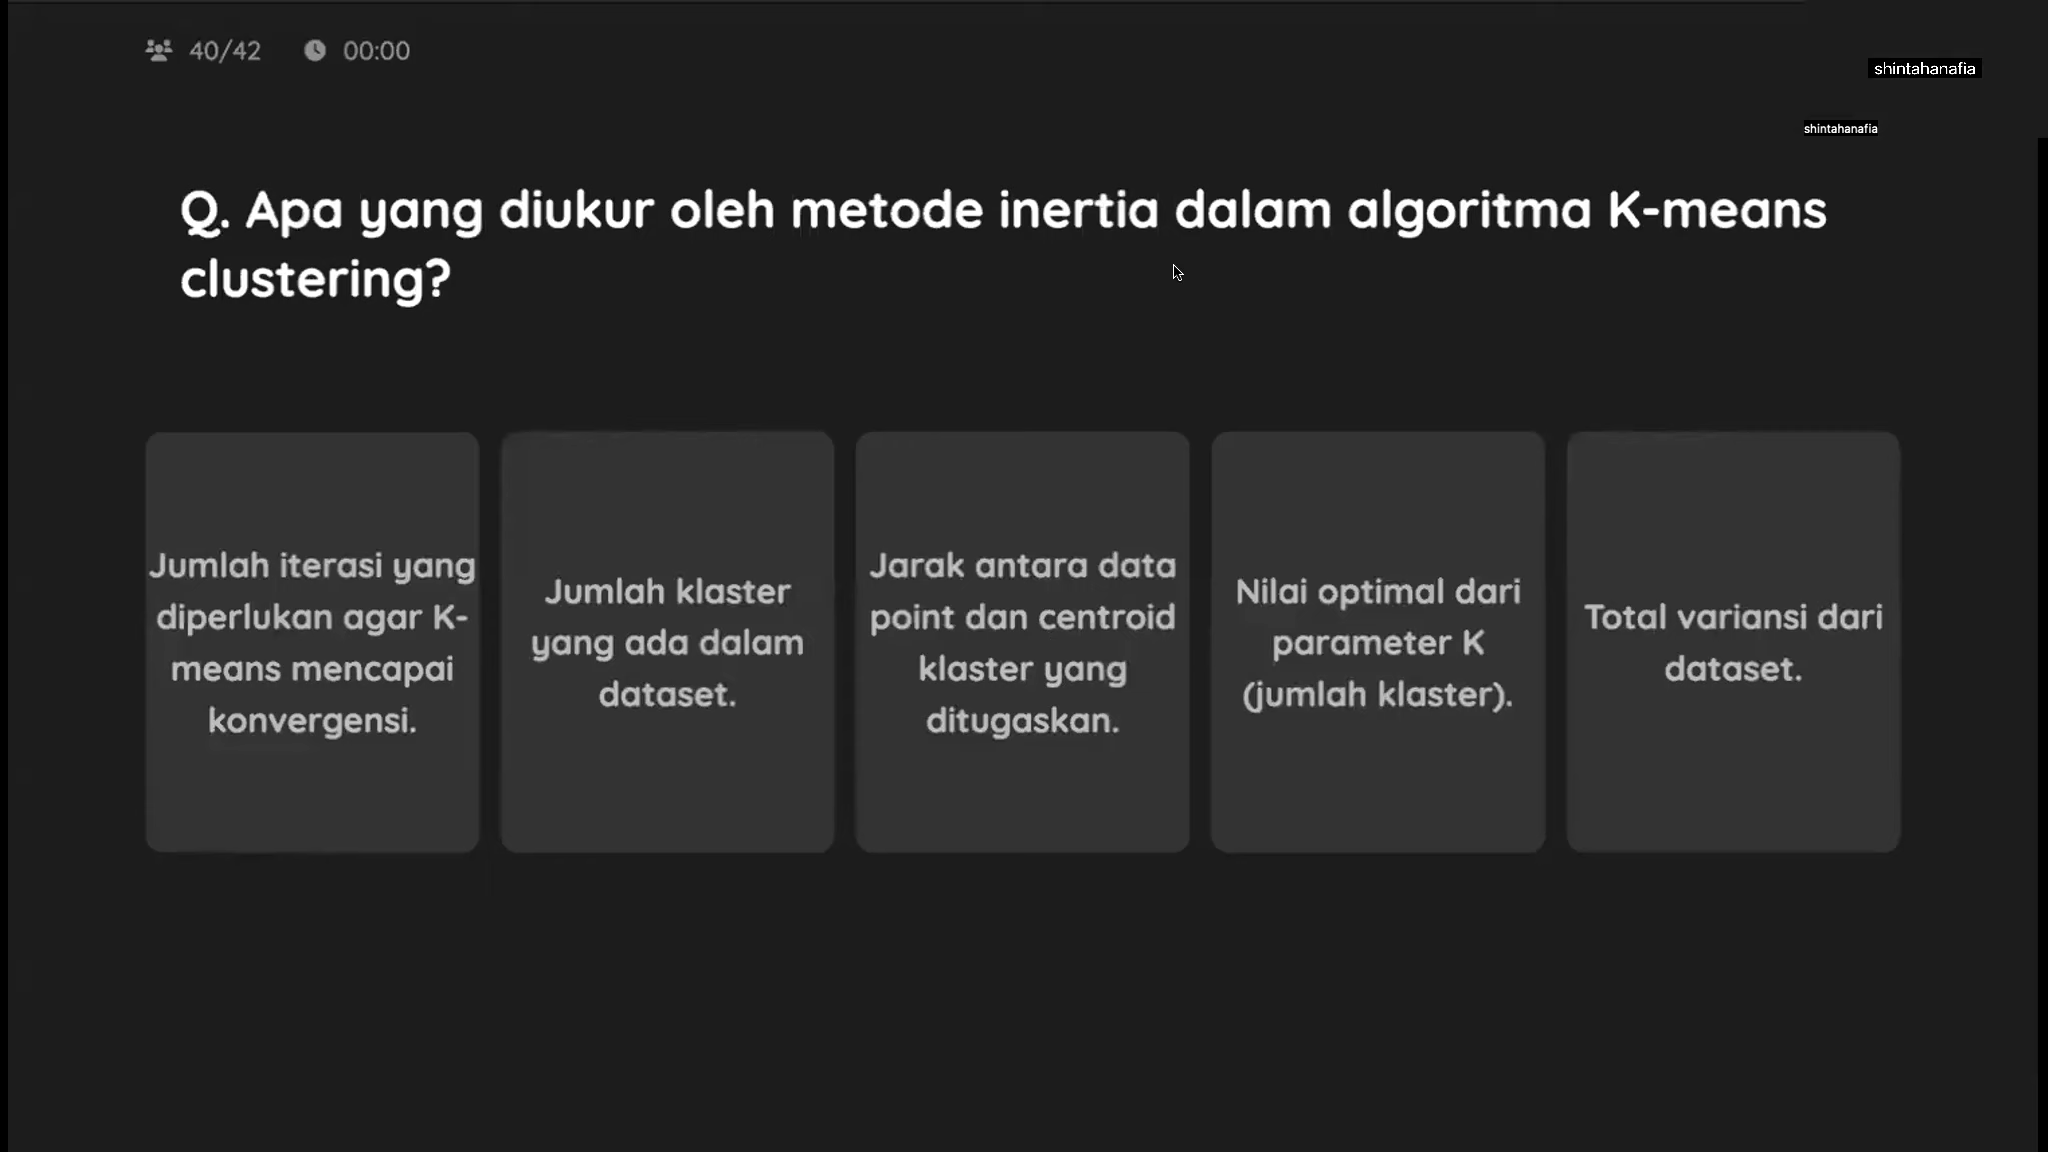 40/42 00:00
shintahanafia
shintahanafia
Q. Apa yang diukur oleh metode inertia dalam algoritma K-means
clustering?
Jumlah iterasi yang
diperlukan agar K-
means mencapai
konvergensi.
Jumlah klaster
yang ada dalam
dataset.
Jarak antara data
point dan centroid
klaster yang
ditugaskan.
Nilai optimal dari
parameter K
(jumlah klaster).
Total variansi dari
dataset.